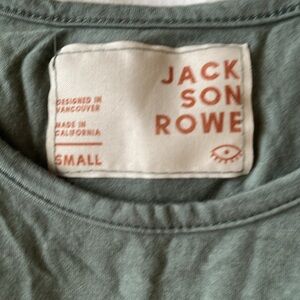 JACK
SON
ROWE
DESIGNED IN
VANCOUVER
MADE IN
CALIFORNIA
SMALL